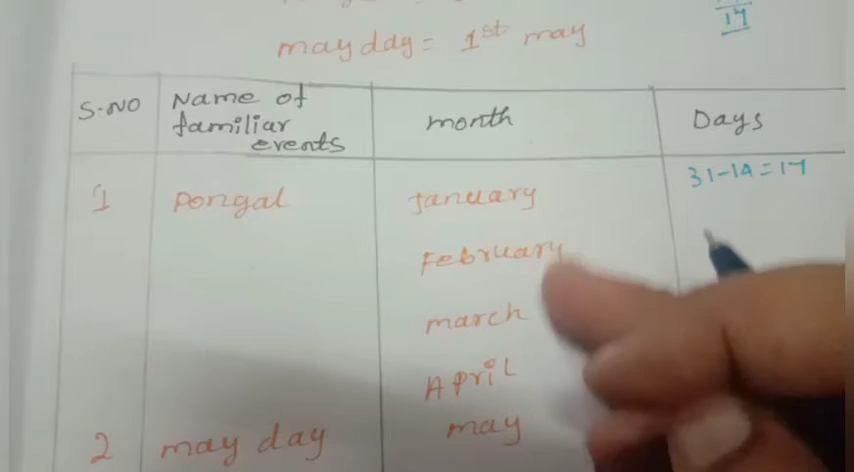 17
may day = 1st may
S.NO Name of familiar events month Days
1 Pongal January 31-14=17
February
march
April
2 may day may